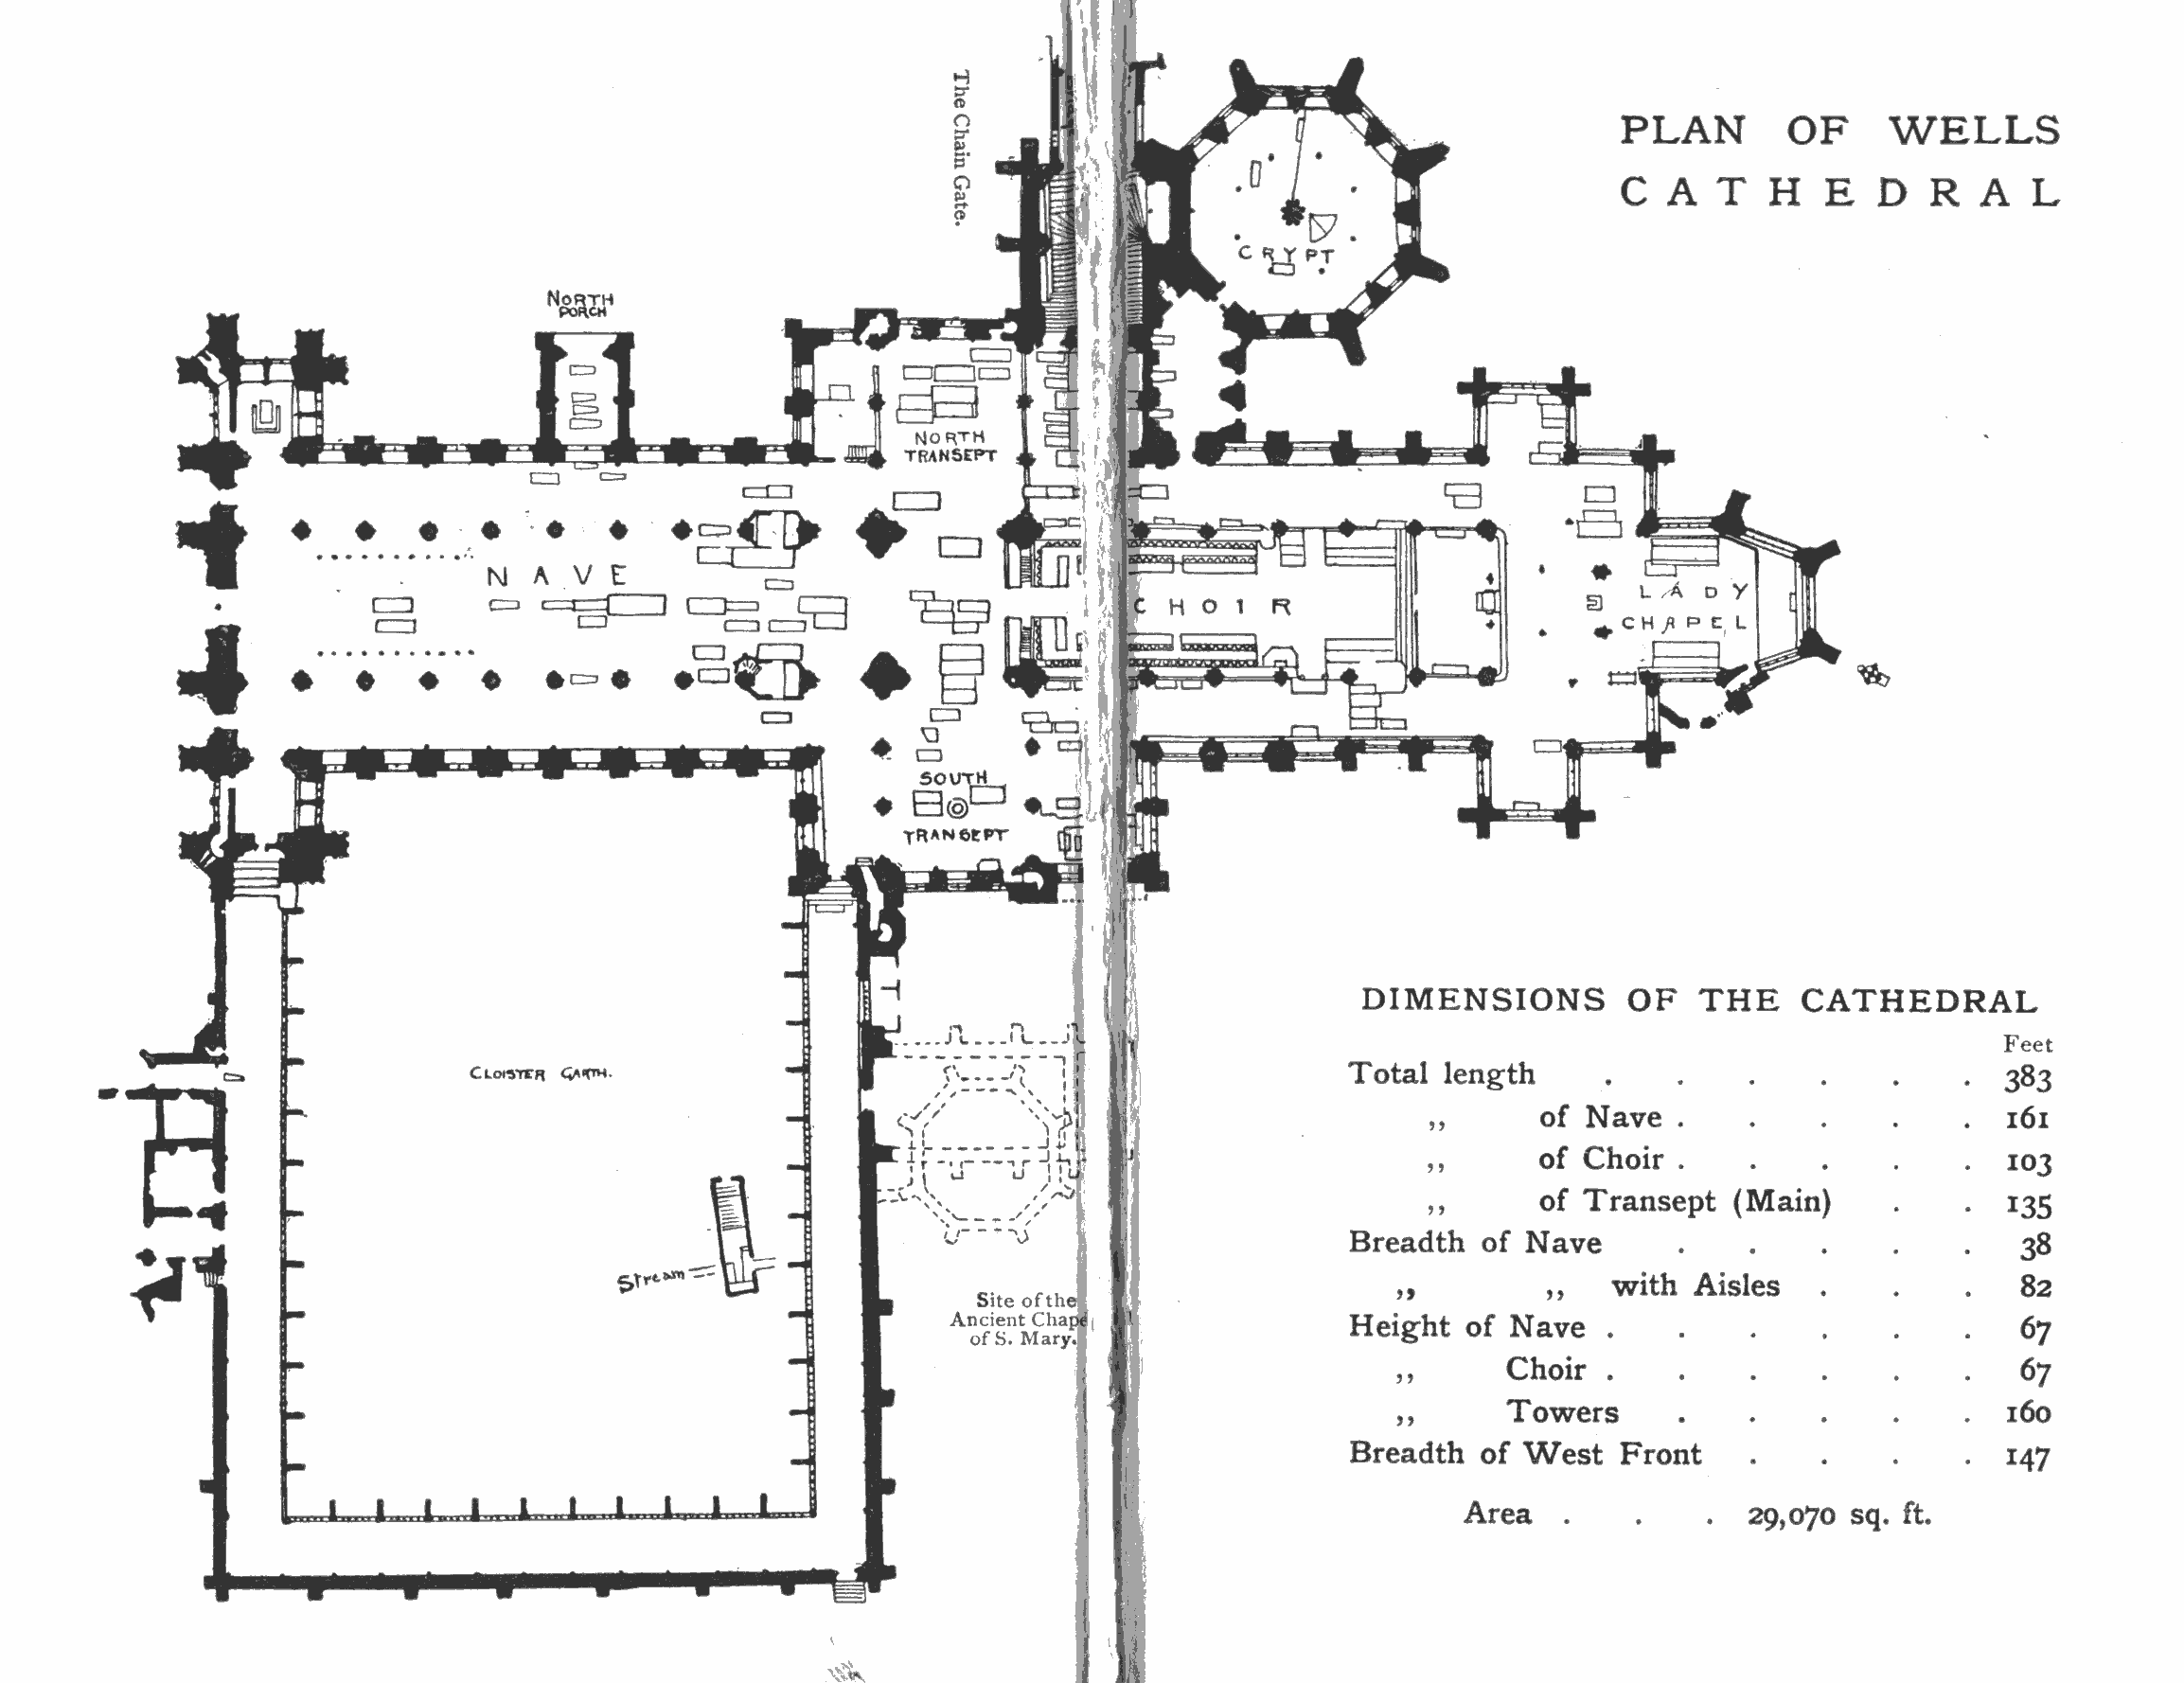 The Chain Gate.
PLAN OF WELLS
CATHEDRAL
CRYPT
NORTH
PORCH
NORTH
TRANSEPT
NAVE
CHOIR
LADY
CHAPEL
SOUTH
TRANSEPT
CLOISTER GARTH.
Stream
Site of the
Ancient Chapel
of S. Mary.
DIMENSIONS OF THE CATHEDRAL
Feet
Total length . . . . . . 383
,, of Nave . . . . . 161
,, of Choir . . . . . 103
,, of Transept (Main) . . 135
Breadth of Nave . . . . . 38
,, ,, with Aisles . . . 82
Height of Nave . . . . . . 67
,, Choir . . . . . . 67
,, Towers . . . . . 160
Breadth of West Front . . . . 147
Area . . . 29,070 sq. ft.